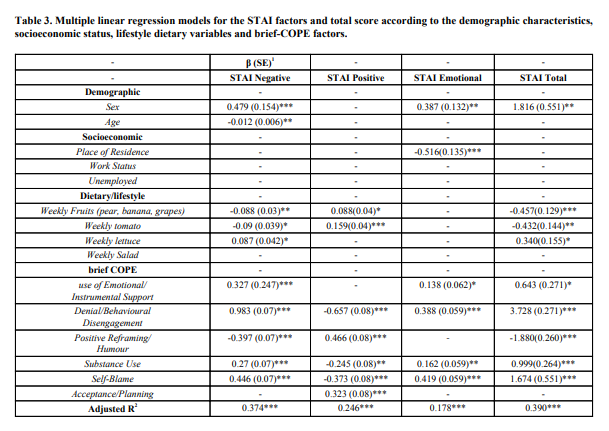 Table 3. Multiple linear regression models for the STAI factors and total score according to the demographic characteristics,
socioeconomic status, lifestyle dietary variables and brief-COPE factors.
- β (SE)¹ - - -
- STAI Negative STAI Positive STAI Emotional STAI Total
Demographic - - - -
Sex 0.479 (0.154)*** - 0.387 (0.132)** 1.816 (0.551)**
Age -0.012 (0.006)** - - -
Socioeconomic - - - -
Place of Residence - - -0.516(0.135)*** -
Work Status - - - -
Unemployed - - - -
Dietary/lifestyle - - - -
Weekly Fruits (pear, banana, grapes) -0.088 (0.03)** 0.088(0.04)* - -0.457(0.129)***
Weekly tomato -0.09 (0.039)* 0.159(0.04)*** - -0.432(0.144)**
Weekly lettuce 0.087 (0.042)* - - 0.340(0.155)*
Weekly Salad - - - -
brief COPE - - - -
use of Emotional/
Instrumental Support 0.327 (0.247)*** - 0.138 (0.062)* 0.643 (0.271)*
Denial/Behavioural
Disengagement 0.983 (0.07)*** -0.657 (0.08)*** 0.388 (0.059)*** 3.728 (0.271)***
Positive Reframing/
Humour -0.397 (0.07)*** 0.466 (0.08)*** - -1.880(0.260)***
Substance Use 0.27 (0.07)*** -0.245 (0.08)** 0.162 (0.059)** 0.999(0.264)***
Self-Blame 0.446 (0.07)*** -0.373 (0.08)*** 0.419 (0.059)*** 1.674 (0.551)***
Acceptance/Planning - 0.323 (0.08)*** - -
Adjusted R² 0.374*** 0.246*** 0.178*** 0.390***